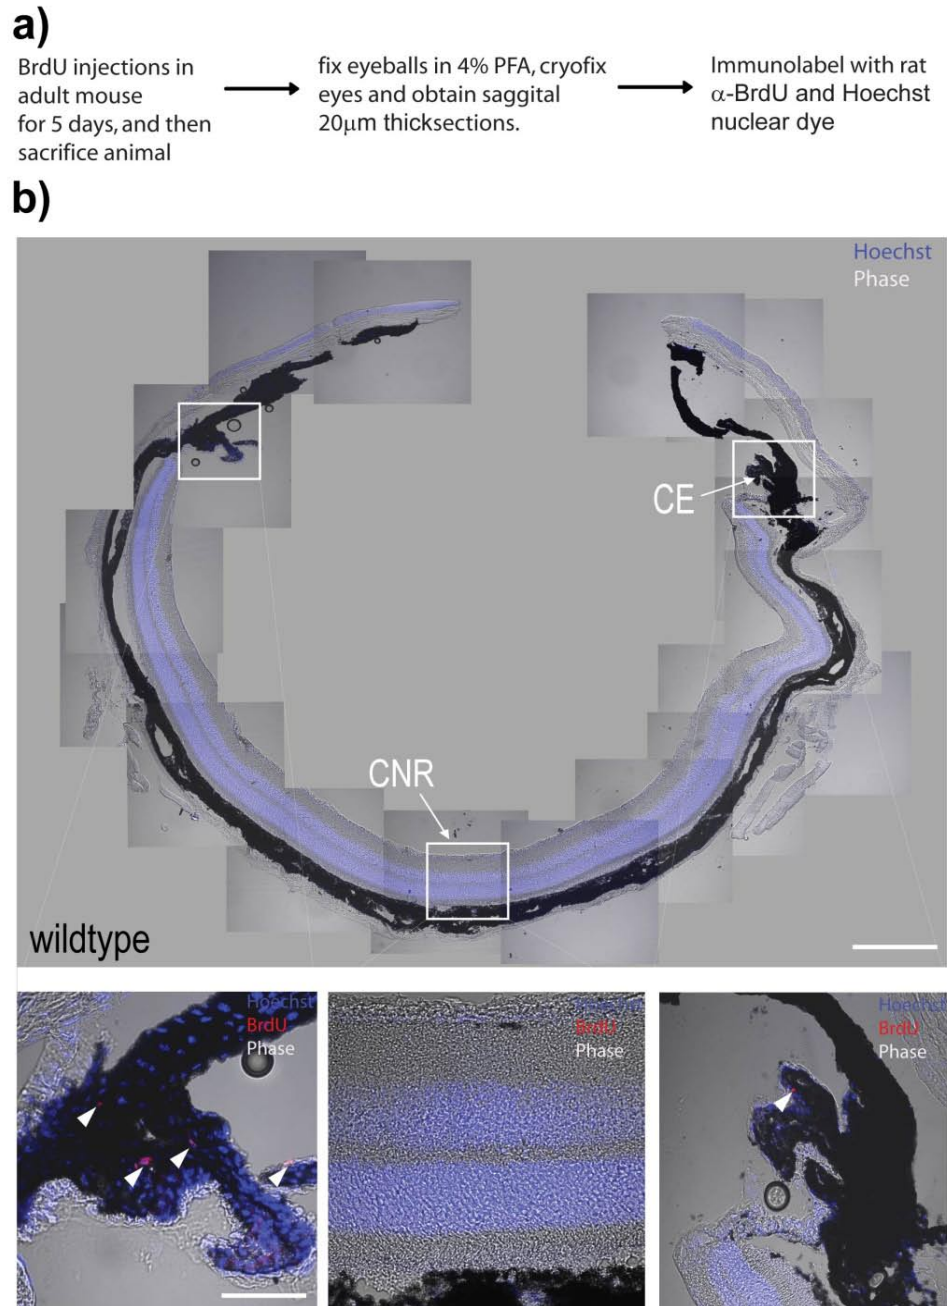 a)
BrdU injections in
adult mouse
for 5 days, and then
sacrifice animal
fix eyeballs in 4% PFA, cryofix
eyes and obtain saggital
20μm thicksections.
Immunolabel with rat
α-BrdU and Hoechst
nuclear dye
b)
Hoechst
Phase
CE
CNR
wildtype
Hoechst
BrdU
Phase
Hoechst
BrdU
Phase
Hoechst
BrdU
Phase